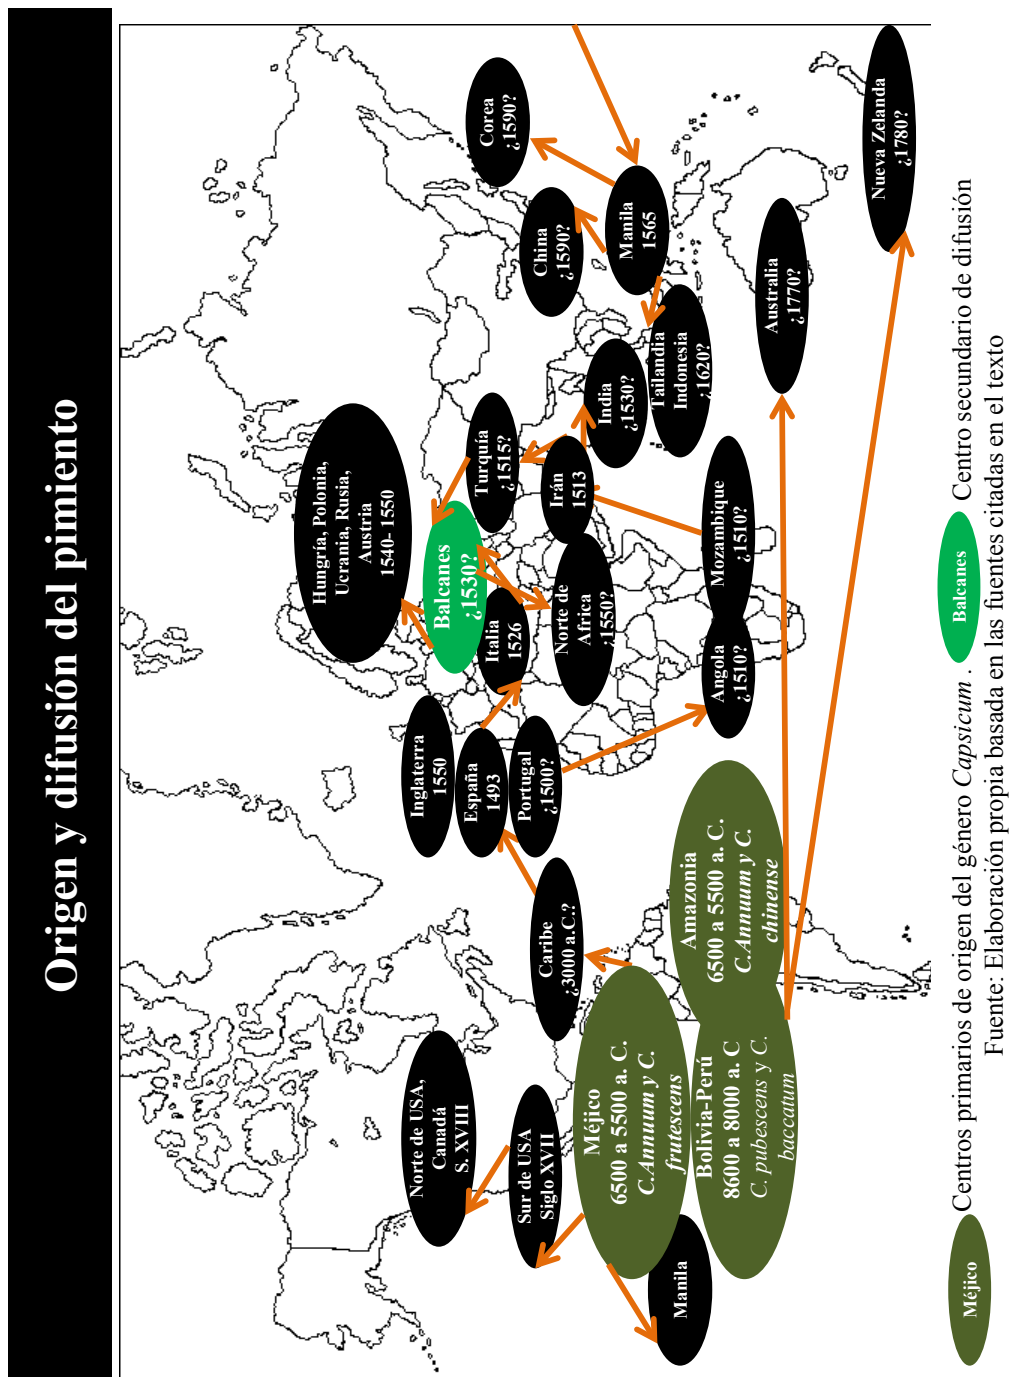 Origen y difusión del pimiento
Norte de USA,
Canadá
S. XVIII
Sur de USA
Siglo XVII
Méjico
6500 a 5500 a. C.
C.Annuum y C.
frutescens
Manila
Bolivia-Perú
8600 a 8000 a. C
C. pubescens y C.
baccatum
Amazonia
6500 a 5500 a. C.
C.Annuum y C.
chinense
Caribe
¿3000 a.C.?
Inglaterra
1550
España
1493
Portugal
¿1500?
Italia
1526
Balcanes
¿1530?
Hungría, Polonia,
Ucrania, Rusia,
Austria
1540- 1550
Turquía
¿1515?
Norte de
Africa
¿1550?
Irán
1513
Angola
¿1510?
Mozambique
¿1510?
India
¿1530?
Tailandia
Indonesia
¿1620?
China
¿1590?
Corea
¿1590?
Manila
1565
Australia
¿1770?
Nueva Zelanda
¿1780?
Méjico
Centros primarios de origen del género Capsicum .
Balcanes
Centro secundario de difusión
Fuente: Elaboración propia basada en las fuentes citadas en el texto